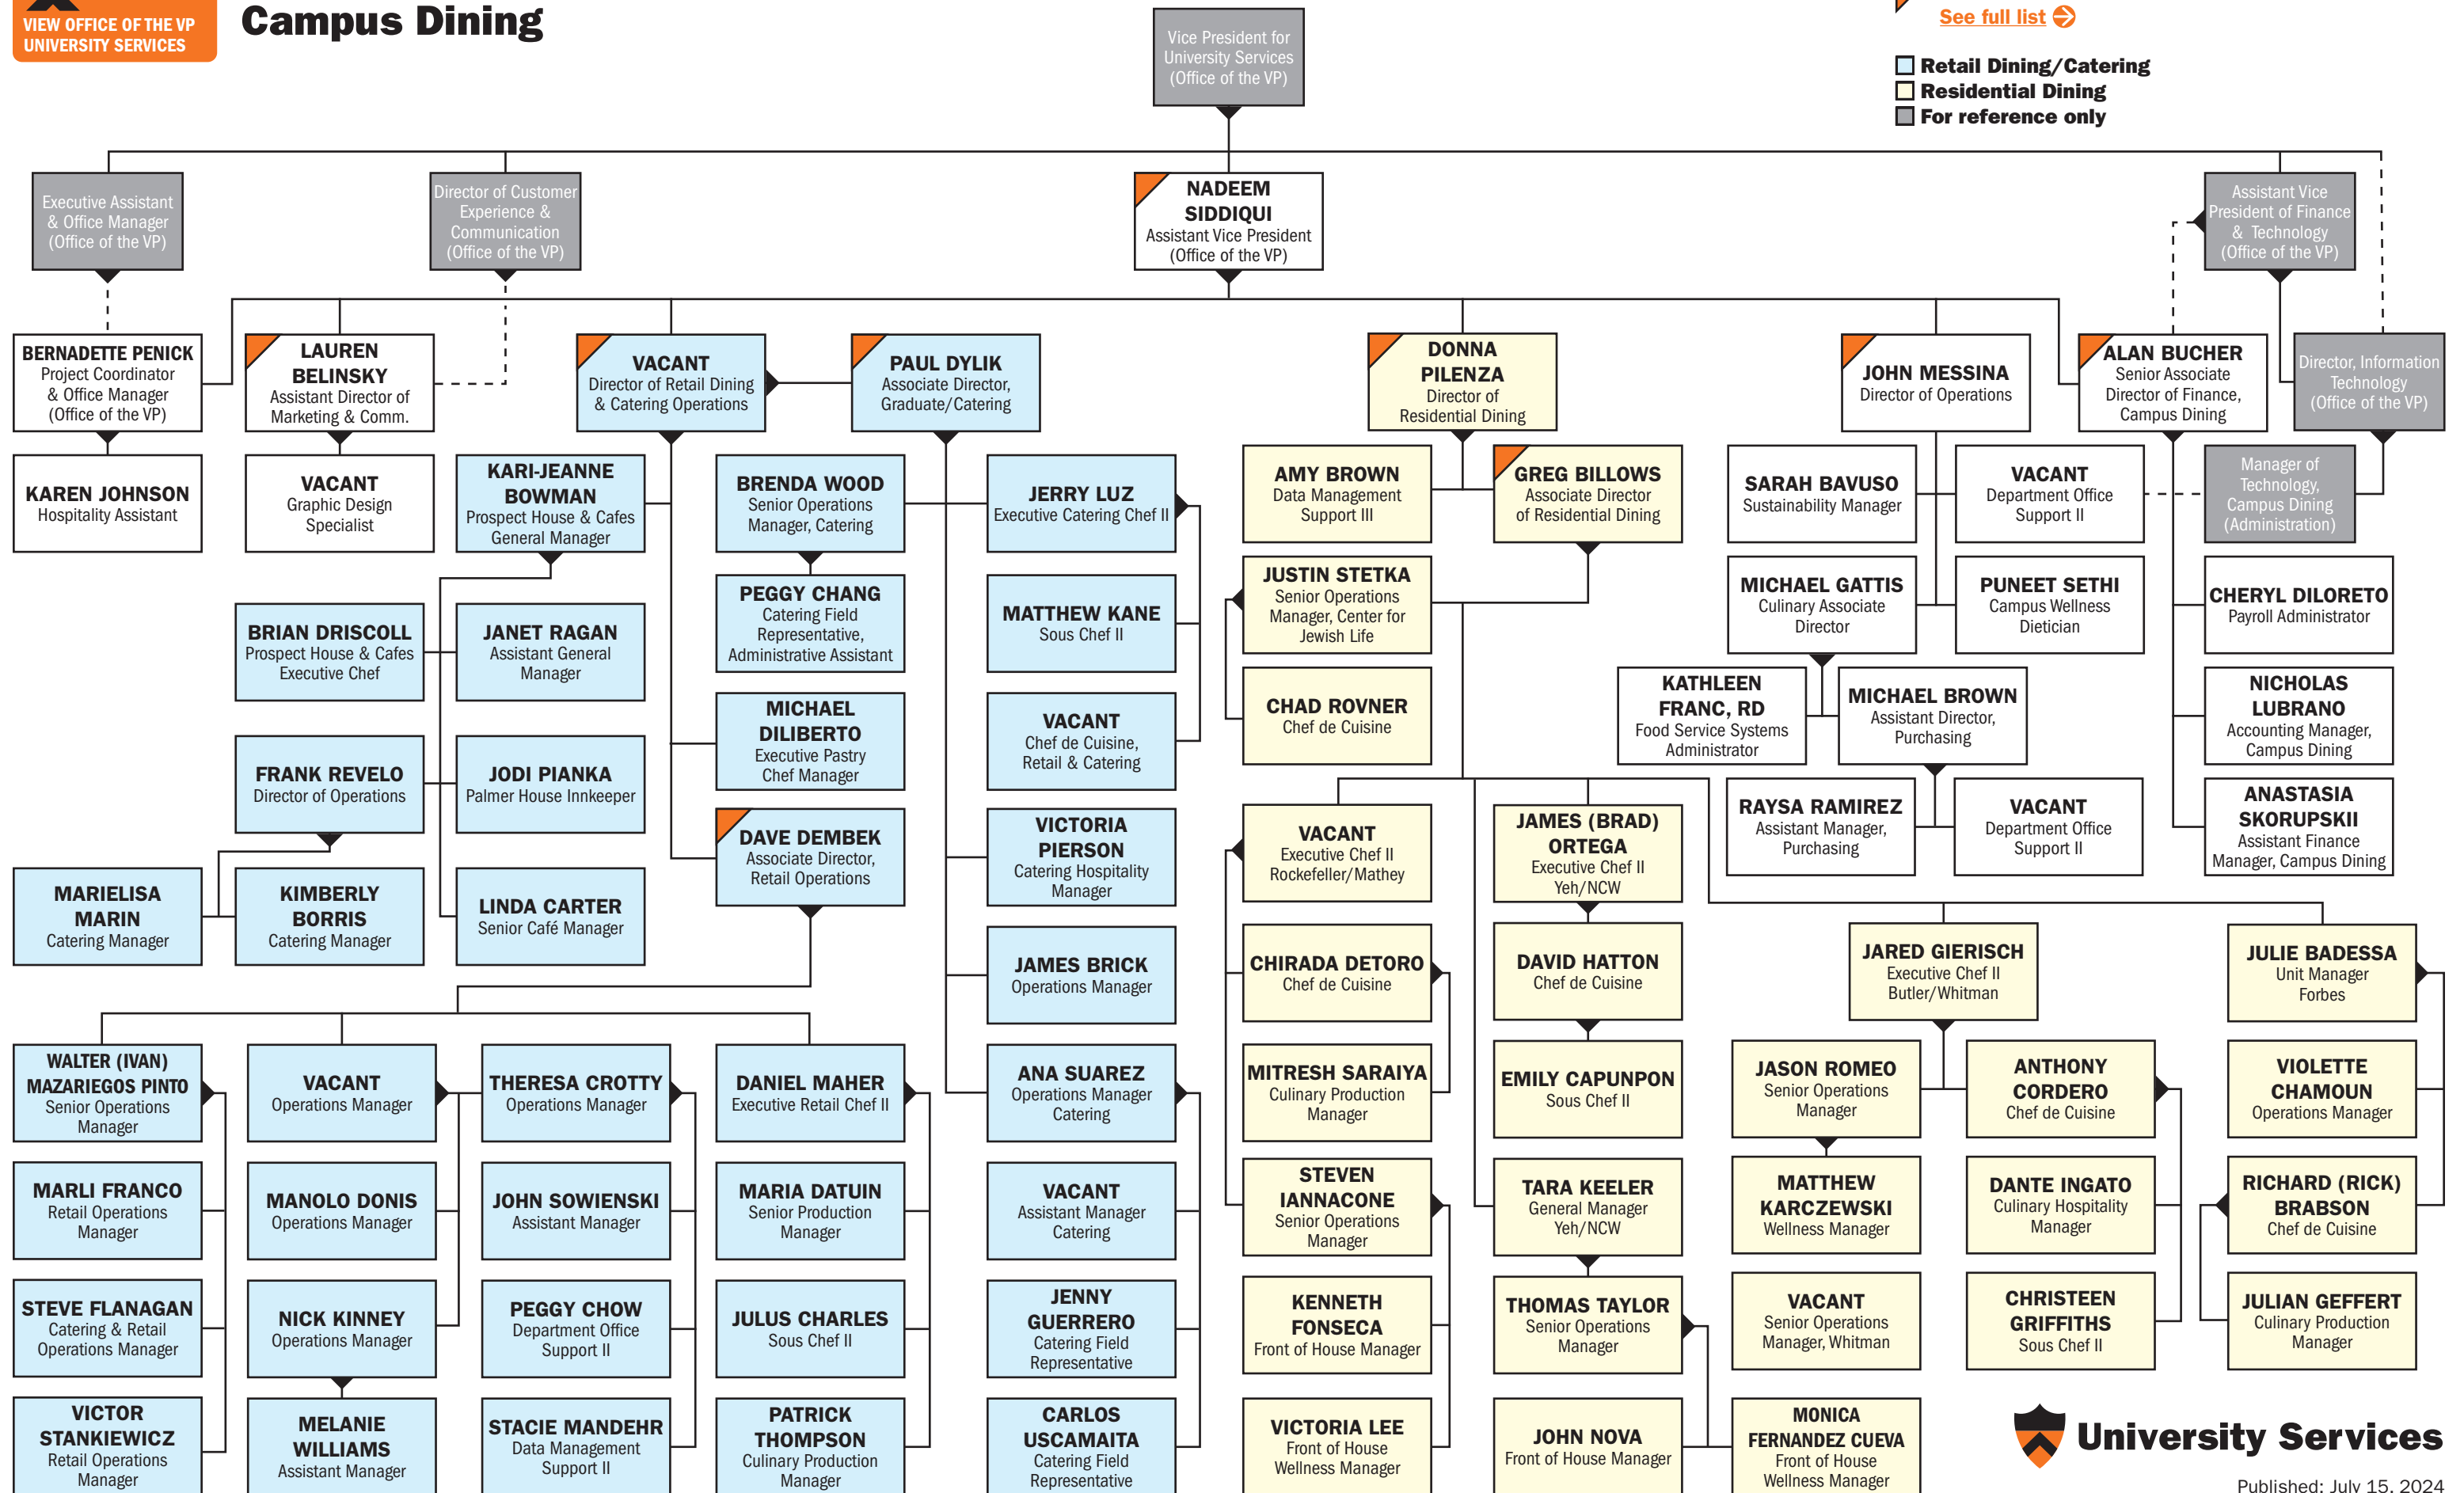 VIEW OFFICE OF THE VP
UNIVERSITY SERVICES
Campus Dining
See full list
Retail Dining/Catering
Residential Dining
For reference only
Vice President for
University Services
(Office of the VP)
Executive Assistant
& Office Manager
(Office of the VP)
Director of Customer
Experience &
Communication
(Office of the VP)
NADEEM
SIDDIQUI
Assistant Vice President
(Office of the VP)
Assistant Vice
President of Finance
& Technology
(Office of the VP)
BERNADETTE PENICK
Project Coordinator
& Office Manager
(Office of the VP)
LAUREN
BELINSKY
Assistant Director of
Marketing & Comm.
VACANT
Director of Retail Dining
& Catering Operations
PAUL DYLIK
Associate Director,
Graduate/Catering
DONNA
PILENZA
Director of
Residential Dining
JOHN MESSINA
Director of Operations
ALAN BUCHER
Senior Associate
Director of Finance,
Campus Dining
Director, Information
Technology
(Office of the VP)
KAREN JOHNSON
Hospitality Assistant
VACANT
Graphic Design
Specialist
KARI-JEANNE
BOWMAN
Prospect House & Cafes
General Manager
BRENDA WOOD
Senior Operations
Manager, Catering
JERRY LUZ
Executive Catering Chef II
AMY BROWN
Data Management
Support III
GREG BILLOWS
Associate Director
of Residential Dining
SARAH BAVUSO
Sustainability Manager
VACANT
Department Office
Support II
Manager of
Technology,
Campus Dining
(Administration)
BRIAN DRISCOLL
Prospect House & Cafes
Executive Chef
JANET RAGAN
Assistant General
Manager
PEGGY CHANG
Catering Field
Representative,
Administrative Assistant
MATTHEW KANE
Sous Chef II
JUSTIN STETKA
Senior Operations
Manager, Center for
Jewish Life
MICHAEL GATTIS
Culinary Associate
Director
PUNEET SETHI
Campus Wellness
Dietician
CHERYL DILORETO
Payroll Administrator
MICHAEL
DILIBERTO
Executive Pastry
Chef Manager
VACANT
Chef de Cuisine,
Retail & Catering
CHAD ROVNER
Chef de Cuisine
KATHLEEN
FRANC, RD
Food Service Systems
Administrator
MICHAEL BROWN
Assistant Director,
Purchasing
NICHOLAS
LUBRANO
Accounting Manager,
Campus Dining
FRANK REVELO
Director of Operations
JODI PIANKA
Palmer House Innkeeper
DAVE DEMBEK
Associate Director,
Retail Operations
VICTORIA
PIERSON
Catering Hospitality
Manager
VACANT
Executive Chef II
Rockefeller/Mathey
JAMES (BRAD)
ORTEGA
Executive Chef II
Yeh/NCW
RAYSA RAMIREZ
Assistant Manager,
Purchasing
VACANT
Department Office
Support II
ANASTASIA
SKORUPSKII
Assistant Finance
Manager, Campus Dining
MARIELISA
MARIN
Catering Manager
KIMBERLY
BORRIS
Catering Manager
LINDA CARTER
Senior Café Manager
JAMES BRICK
Operations Manager
CHIRADA DETORO
Chef de Cuisine
DAVID HATTON
Chef de Cuisine
JARED GIERISCH
Executive Chef II
Butler/Whitman
JULIE BADESSA
Unit Manager
Forbes
WALTER (IVAN)
MAZARIEGOS PINTO
Senior Operations
Manager
VACANT
Operations Manager
THERESA CROTTY
Operations Manager
DANIEL MAHER
Executive Retail Chef II
ANA SUAREZ
Operations Manager
Catering
MITRESH SARAIYA
Culinary Production
Manager
EMILY CAPUNPON
Sous Chef II
JASON ROMEO
Senior Operations
Manager
ANTHONY
CORDERO
Chef de Cuisine
VIOLETTE
CHAMOUN
Operations Manager
MARLI FRANCO
Retail Operations
Manager
MANOLO DONIS
Operations Manager
JOHN SOWIENSKI
Assistant Manager
MARIA DATUIN
Senior Production
Manager
VACANT
Assistant Manager
Catering
STEVEN
IANNACONE
Senior Operations
Manager
TARA KEELER
General Manager
Yeh/NCW
MATTHEW
KARCZEWSKI
Wellness Manager
DANTE INGATO
Culinary Hospitality
Manager
RICHARD (RICK)
BRABSON
Chef de Cuisine
STEVE FLANAGAN
Catering & Retail
Operations Manager
NICK KINNEY
Operations Manager
PEGGY CHOW
Department Office
Support II
JULUS CHARLES
Sous Chef II
JENNY
GUERRERO
Catering Field
Representative
KENNETH
FONSECA
Front of House Manager
THOMAS TAYLOR
Senior Operations
Manager
VACANT
Senior Operations
Manager, Whitman
CHRISTEEN
GRIFFITHS
Sous Chef II
JULIAN GEFFERT
Culinary Production
Manager
VICTOR
STANKIEWICZ
Retail Operations
Manager
MELANIE
WILLIAMS
Assistant Manager
STACIE MANDEHR
Data Management
Support II
PATRICK
THOMPSON
Culinary Production
Manager
CARLOS
USCAMAITA
Catering Field
Representative
VICTORIA LEE
Front of House
Wellness Manager
JOHN NOVA
Front of House Manager
MONICA
FERNANDEZ CUEVA
Front of House
Wellness Manager
University Services
Published: July 15, 2024